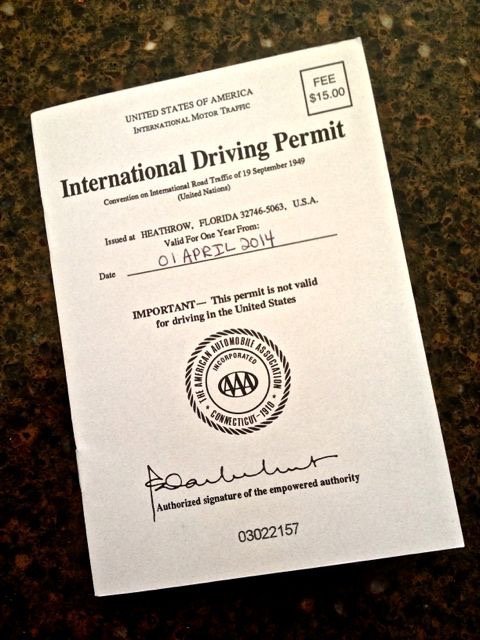 FEE
$15.00
UNITED STATES OF AMERICA
INTERNATIONAL MOTOR TRAFFIC
International Driving Permit
Convention on International Road Traffic of 19 September 1949
(United Nations)
Issued at HEATHROW, FLORIDA 32746-5063, U.S.A.
Valid For One Year From:
Date 01 APRIL 2014
IMPORTANT— This permit is not valid
for driving in the United States
THE AMERICAN AUTOMOBILE ASSOCIATION
INCORPORATED
AAA
CONNECTICUT-1910
Authorized signature of the empowered authority
03022157